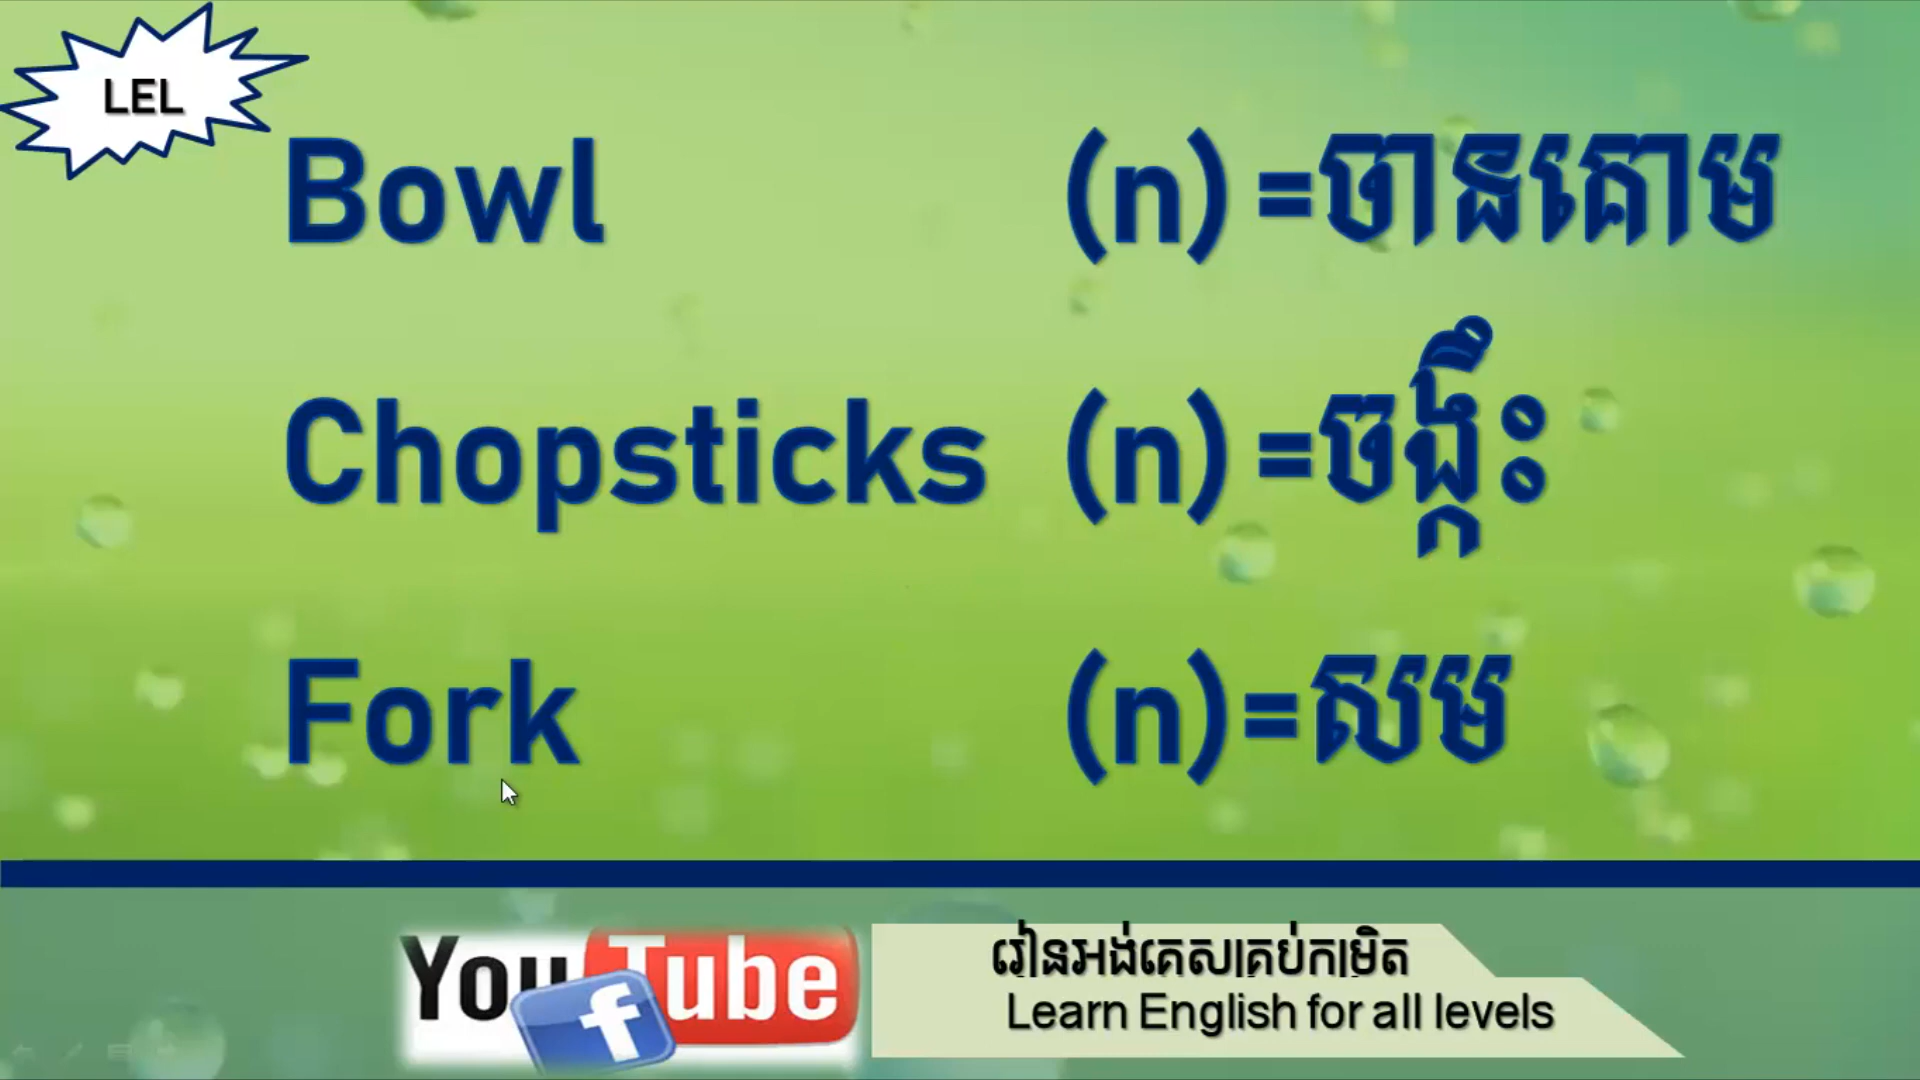 LEL
Bowl (n) =ចានគោម
Chopsticks (n) =ចង្កឹះ
Fork (n)=សម
YouTube
f
រៀនអង់គេសគ្រប់កម្រិត
Learn English for all levels